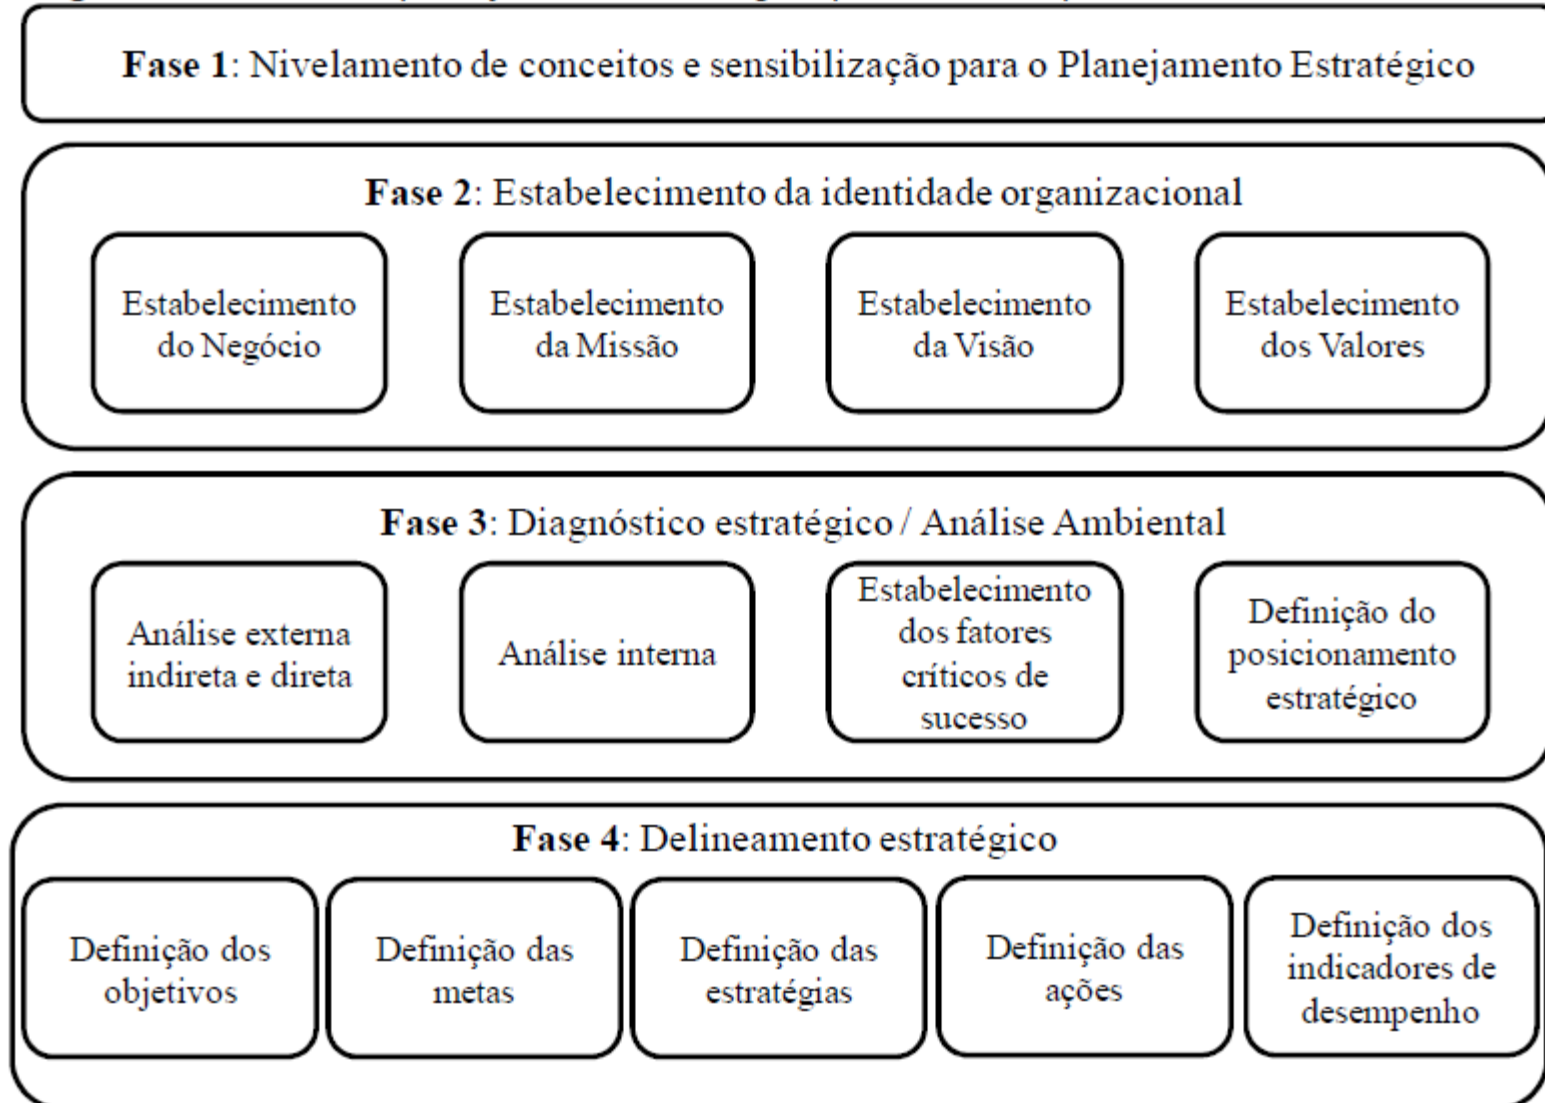 Fase 1: Nivelamento de conceitos e sensibilização para o Planejamento Estratégico
Fase 2: Estabelecimento da identidade organizacional
Estabelecimento
do Negócio
Estabelecimento
da Missão
Estabelecimento
da Visão
Estabelecimento
dos Valores
Fase 3: Diagnóstico estratégico / Análise Ambiental
Análise externa
indireta e direta
Análise interna
Estabelecimento
dos fatores
críticos de
sucesso
Definição do
posicionamento
estratégico
Fase 4: Delineamento estratégico
Definição dos
objetivos
Definição das
metas
Definição das
estratégias
Definição das
ações
Definição dos
indicadores de
desempenho